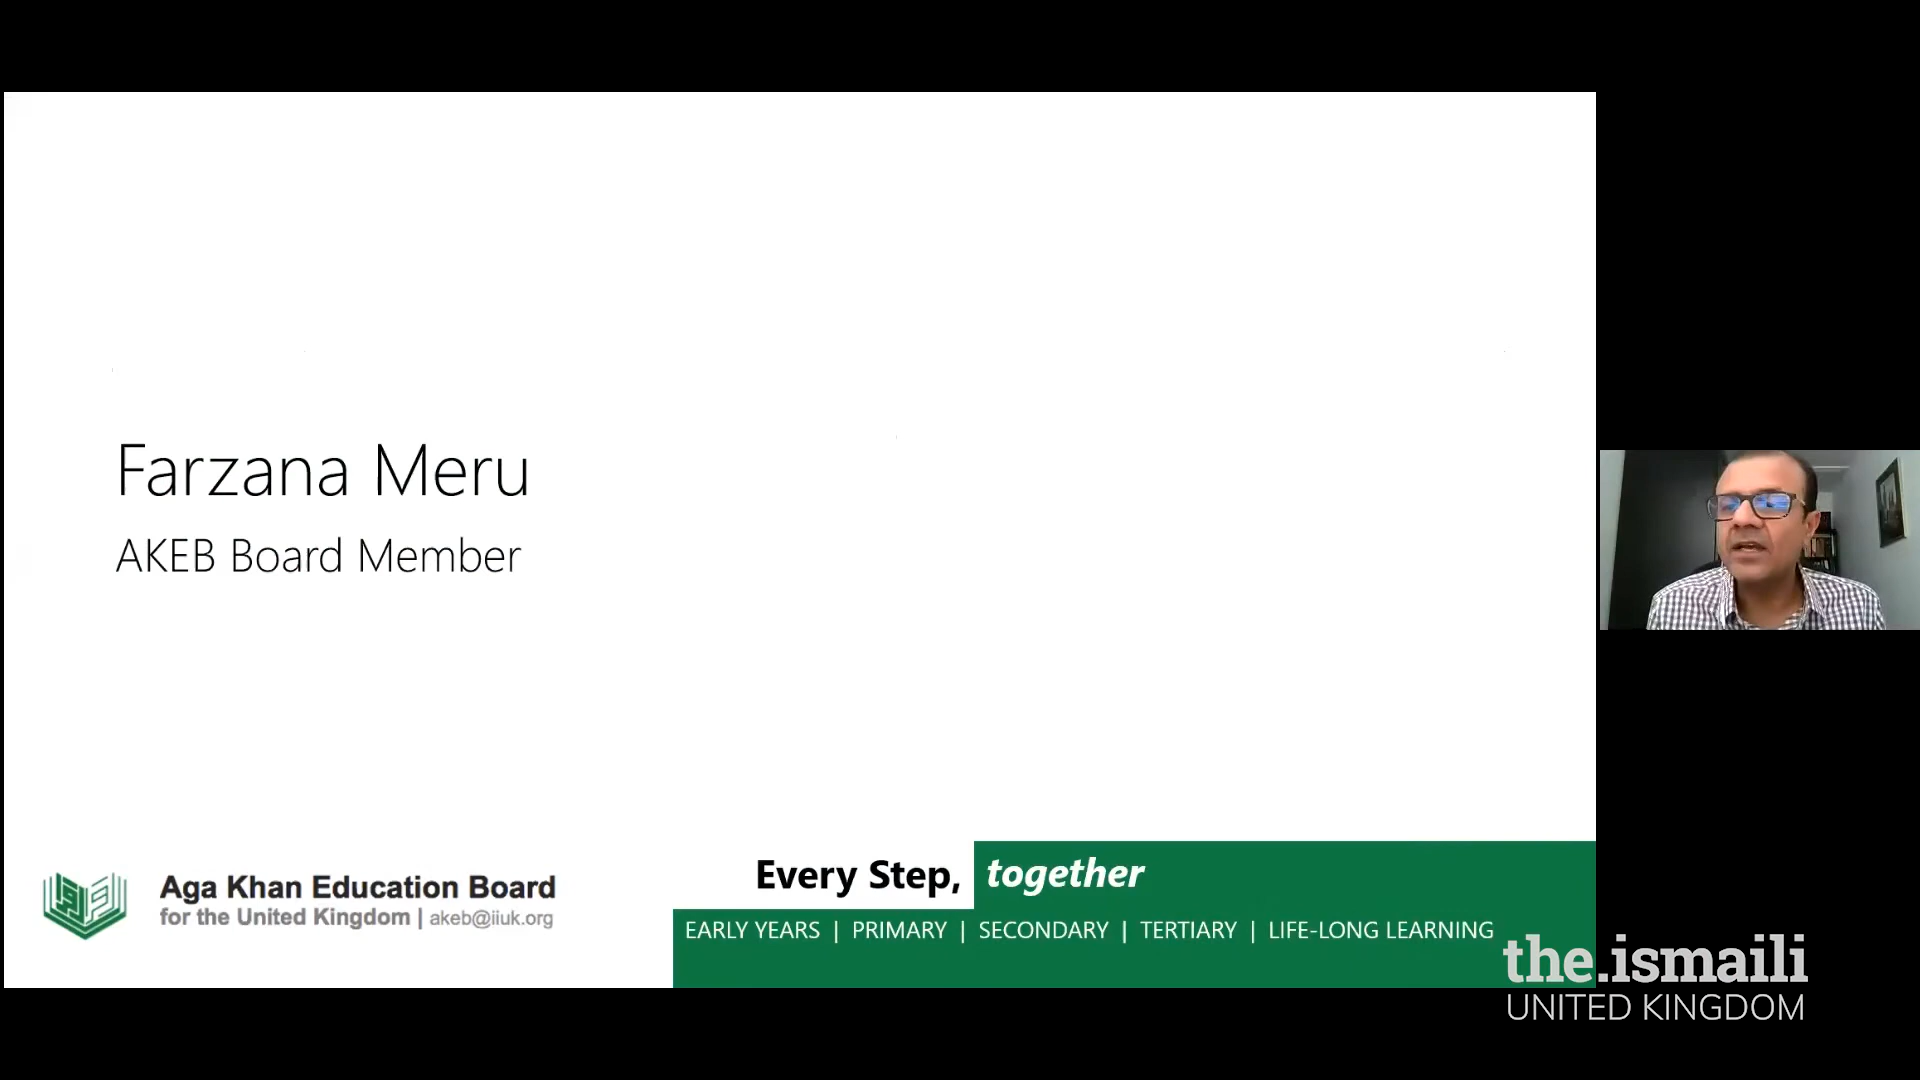 Farzana Meru
AKEB Board Member
Aga Khan Education Board
for the United Kingdom | akeb@iiuk.org
Every Step, together
EARLY YEARS | PRIMARY | SECONDARY | TERTIARY | LIFE-LONG LEARNING
the.ismaili
UNITED KINGDOM